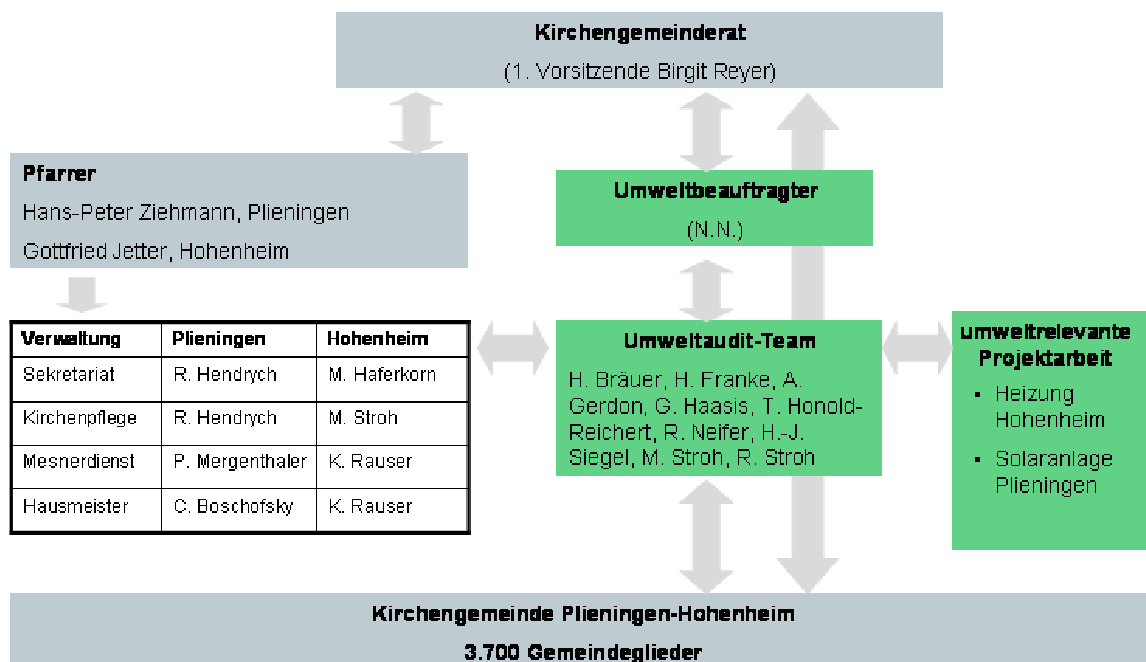 Kirchengemeinderat
(1. Vorsitzende Birgit Reyer)
Pfarrer
Hans-Peter Ziehmann, Plieningen
Gottfried Jetter, Hohenheim
Umweltbeauftragter
(N.N.)
Verwaltung Plieningen Hohenheim
Sekretariat R. Hendrych M. Haferkorn
Kirchenpflege R. Hendrych M. Stroh
Mesnerdienst P. Mergenthaler K. Rauser
Hausmeister C. Boschofsky K. Rauser
Umweltaudit-Team
H. Bräuer, H. Franke, A.
Gerdon, G. Haasis, T. Honold-
Reichert, R. Neifer, H.-J.
Siegel, M. Stroh, R. Stroh
umweltrelevante
Projektarbeit
▪ Heizung
Hohenheim
▪ Solaranlage
Plieningen
Kirchengemeinde Plieningen-Hohenheim
3.700 Gemeindeglieder